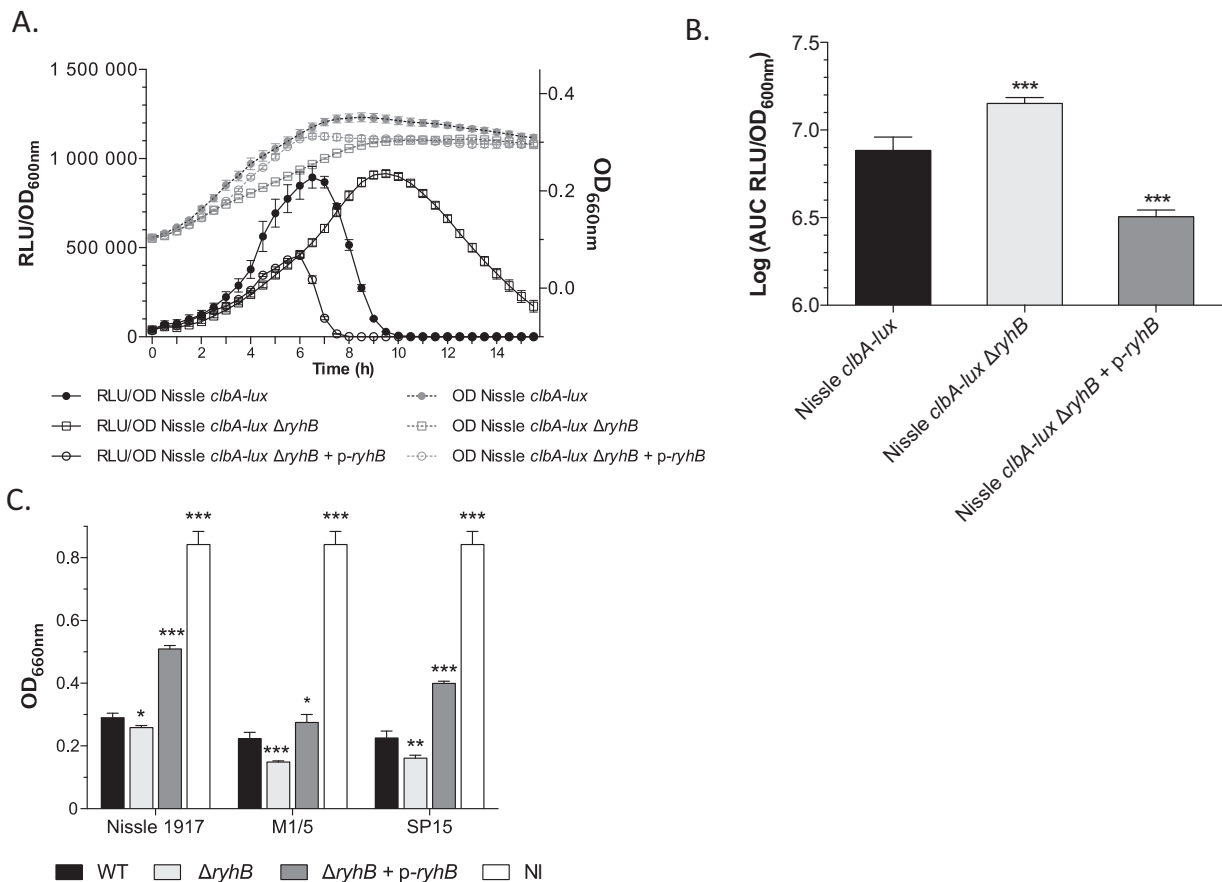 A.
1 500 000
1 000 000
500 000
0
RLU/OD600nm
0.4
0.2
0.0
OD660nm
0 2 4 6 8 10 12 14
Time (h)
RLU/OD Nissle clbA-lux
RLU/OD Nissle clbA-lux ΔryhB
RLU/OD Nissle clbA-lux ΔryhB + p-ryhB
OD Nissle clbA-lux
OD Nissle clbA-lux ΔryhB
OD Nissle clbA-lux ΔryhB + p-ryhB
B.
7.5
7.0
6.5
6.0
Log (AUC RLU/OD600nm)
***
***
Nissle clbA-lux
Nissle clbA-lux ΔryhB
Nissle clbA-lux ΔryhB + p-ryhB
C.
0.8
0.6
0.4
0.2
0
OD660nm
* *** ***
*** * ***
** *** ***
Nissle 1917 M1/5 SP15
WT ΔryhB ΔryhB + p-ryhB NI